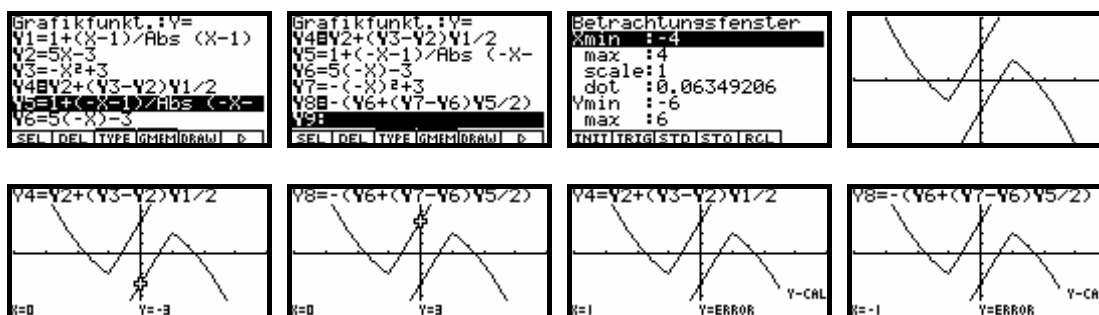 Grafikfunkt.:Y=
Y1=1+(X-1)/Abs (X-1)
Y2=5X-3
Y3=-X²+3
Y4=Y2+(Y3-Y2)Y1/2
Y5=1+(-X-1)/Abs (-X-
Y6=5(-X)-3
SEL DEL TYPE GMEM DRAW ▷
Grafikfunkt.:Y=
Y4=Y2+(Y3-Y2)Y1/2
Y5=1+(-X-1)/Abs (-X-
Y6=5(-X)-3
Y7=-(-X)²+3
Y8=-(Y6+(Y7-Y6)Y5/2)
Y9:
SEL DEL TYPE GMEM DRAW ▷
Betrachtungsfenster
Xmin :-4
max :4
scale:1
dot :0.06349206
Ymin :-6
max :6
INIT TRIG STD STO RCL
Y4=Y2+(Y3-Y2)Y1/2
X=0 Y=-3
Y8=-(Y6+(Y7-Y6)Y5/2)
X=0 Y=3
Y4=Y2+(Y3-Y2)Y1/2
Y-CAL
X=1 Y=ERROR
Y8=-(Y6+(Y7-Y6)Y5/2)
Y-CAL
X=-1 Y=ERROR